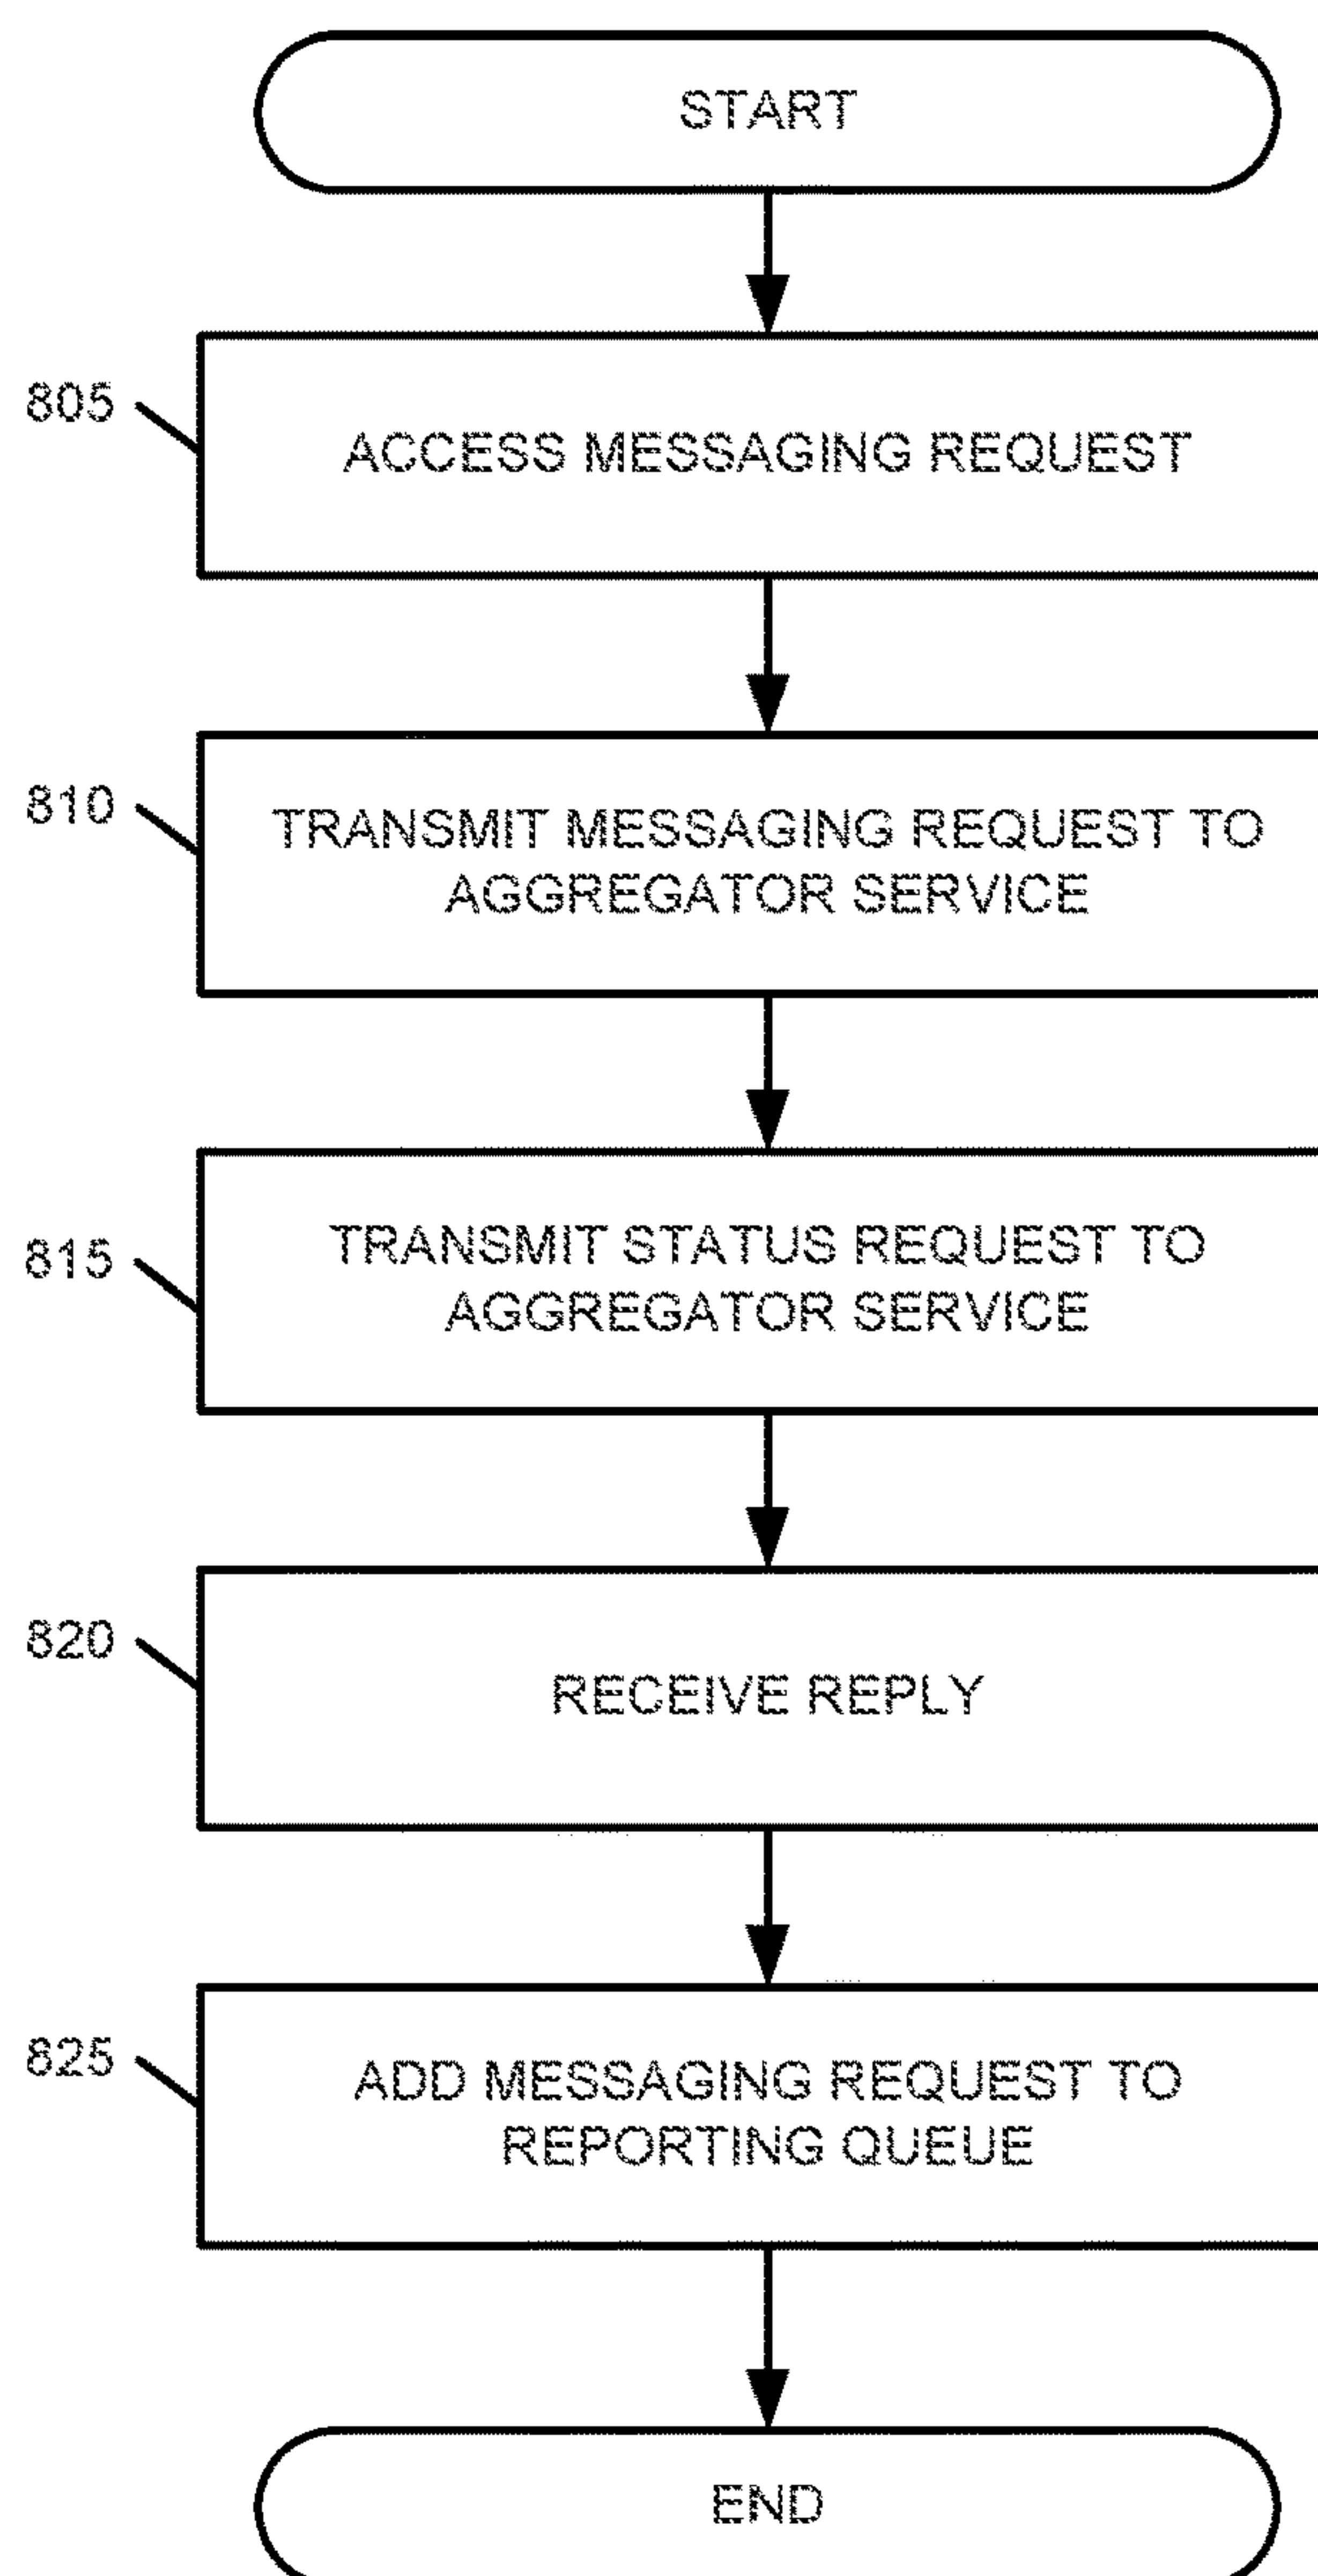 START
805
ACCESS MESSAGING REQUEST
810
TRANSMIT MESSAGING REQUEST TO
AGGREGATOR SERVICE
815
TRANSMIT STATUS REQUEST TO
AGGREGATOR SERVICE
820
RECEIVE REPLY
825
ADD MESSAGING REQUEST TO
REPORTING QUEUE
END